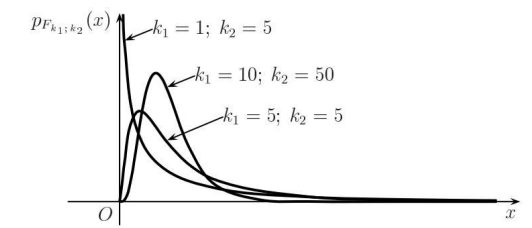 p_{F_{k_1; k_2}}(x)
k_1 = 1; k_2 = 5
k_1 = 10; k_2 = 50
k_1 = 5; k_2 = 5
O
x